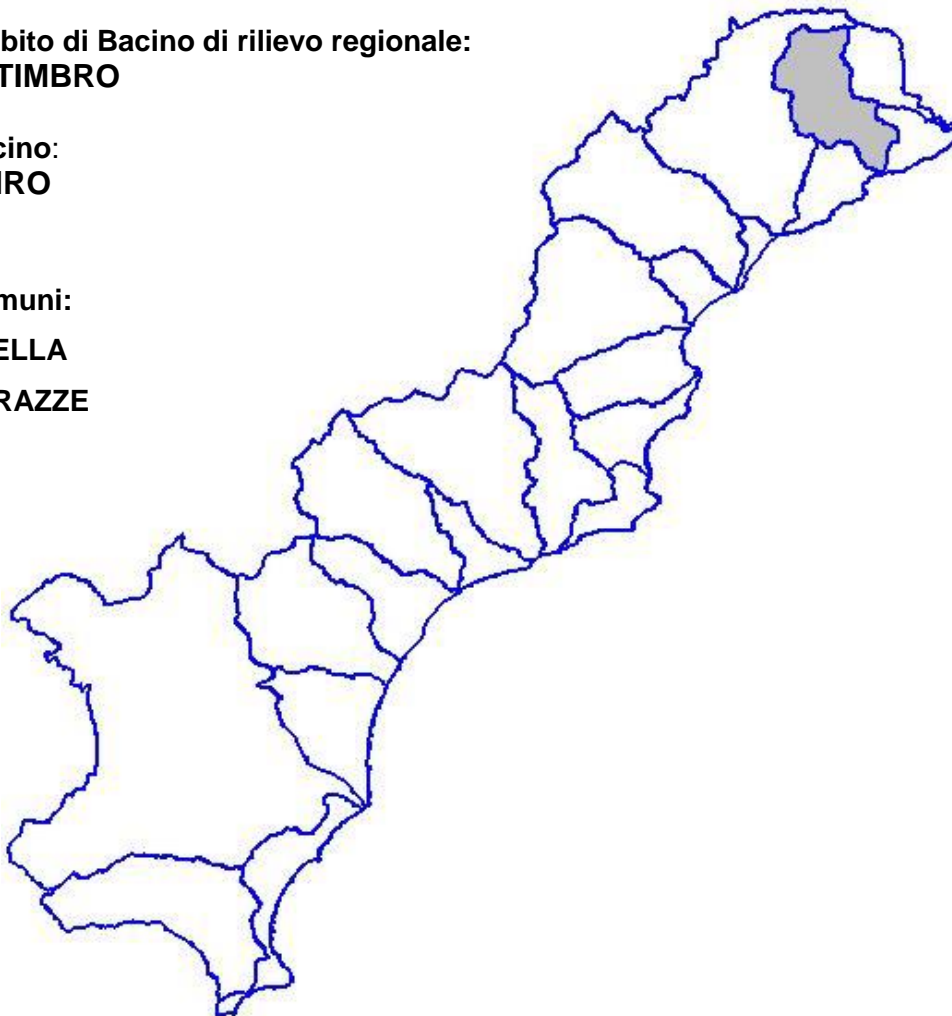 bito di Bacino di rilievo regionale:
TIMBRO
cino:
IRO
muni:
ELLA
RAZZE